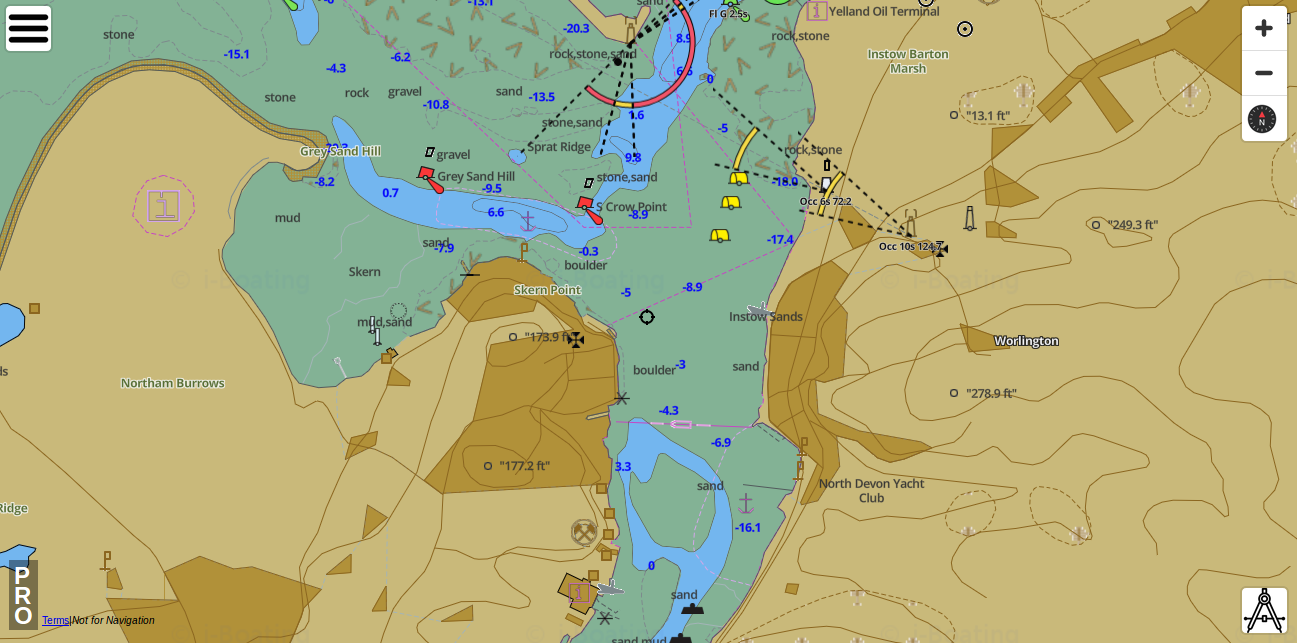 sand
-15.1
Fl G 2.5s
Yelland Oil Terminal
stone
-20.3
8.9
rock,stone
-15.1
-6.2
rock,stone,sand
Instow Barton
Marsh
-4.3
6.6
0
stone
rock
gravel
sand
-13.5
-10.8
1.6
"13.1 ft"
stone,sand
-5
Grey Sand Hill
gravel
Sprat Ridge
9.8
rock,stone
-8.2
0.7
Grey Sand Hill
-9.5
stone,sand
-18.0
mud
6.6
S Crow Point
-8.9
Occ 6s 72.2
"249.3 ft"
sand
-7.9
-0.3
-17.4
Occ 10s 124.7
Skern
boulder
© i-Boating
Skern Point
-5
-8.9
mud,sand
Instow Sands
"173.9 ft"
Worlington
Northam Burrows
boulder
-3
sand
"278.9 ft"
-4.3
-6.9
3.3
"177.2 ft"
sand
North Devon Yacht
Club
Ridge
-16.1
0
sand
sand mud
PRO
Terms|Not for Navigation
N